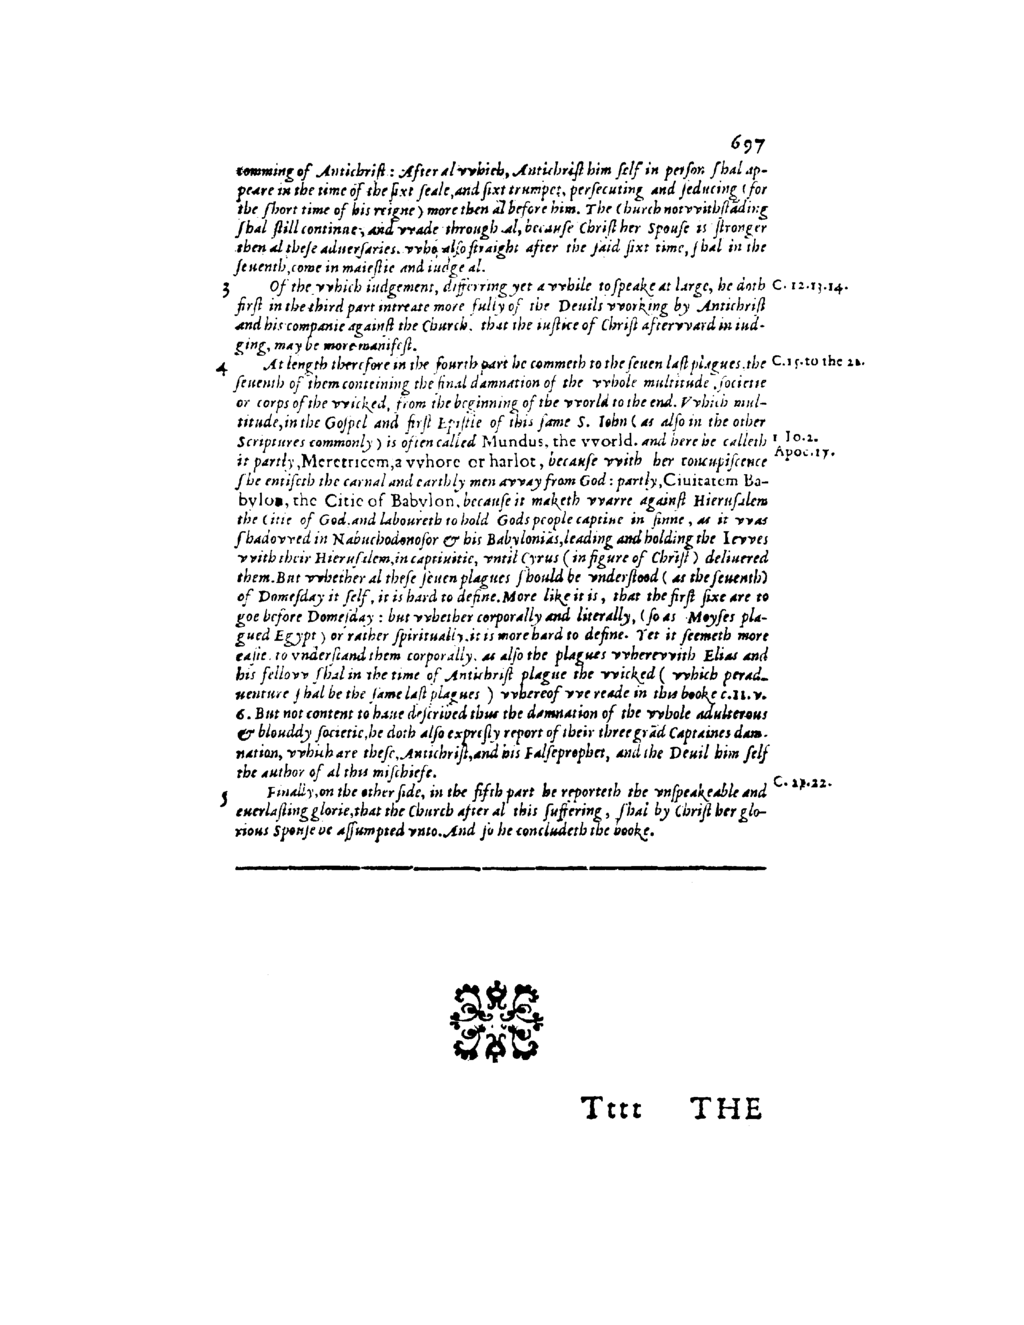 697
comming of Antichrist: After al vvhich, Antichrist him self in person shal ap-
peare in the time of the sixt seale, and sixt trumpet, persecuting and seducing (for
the short time of his reigne) more then al before him. The Church notvvithstāding
shal still continue, and vvade through al, because Christ her Spouse is stronger
then al these aduersaries. vvho also straight after the said sixt time, shal in the
seuenth, come in maiestie and iudge al.
3 Of the vvhich iudgement, differring yet a vvhile to speake at large, he doth C. 12.13.14.
first in the third part intreate more fully of the Deuils vvorking by Antichrist
and his companie against the Church. that the iustice of Christ aftervvard in iud-
ging, may be more manifest.
4 At length therefore in the fourth part he commeth to the seuen last plagues. the C. 15. to the 21.
seuenth of them conteining the final damnation of the vvhole multitude, societie
or corps of the vvicked, from the beginning of the vvorld to the end. Vvhich mul-
titude, in the Gospel and first Epistle of this same S. Iohn (as also in the other
Scriptures commonly) is often called Mundus, the vvorld. and here he calleth 1 Io. 2.
it partly, Meretricem, a vvhore or harlot, because vvith her concupiscence Apoc. 17.
she entiseth the carnal and earthly men avvay from God: partly, Ciuitatem Ba-
bylon, the Citie of Babylon, because it maketh vvarre against Hierusalem
the Citie of God. and laboureth to hold Gods people captiue in sinne, as it vvas
shadovved in Nabuchodonosor & his Babylonias, leading and holding the Ievves
vvith their Hierusalem, in captiuitie, vntil Cyrus (in figure of Christ) deliuered
them. But vvhether al these seuen plagues should be vnderstood (as the seuenth)
of Domesday it self, it is hard to define. More like it is, that the first sixe are to
goe before Domesday: but vvhether corporally and literally, (so as Moyses pla-
gued Egypt) or rather spiritually, it is more hard to define. Yet it seemeth more
easie, to vnderstand them corporally, as also the plagues vvherevvith Elias and
his fellovv shal in the time of Antichrist plague the vvicked (vvhich perad-
uenture shal be the same last plagues) vvhereof vve reade in this booke c. 11. v.
6. But not content to haue described thus the damnation of the vvhole adulterous
& blouddy societie, he doth also expresly report of their three grād Captaines dam-
nation, vvhich are these, Antichrist, and his Falseprophet, and the Deuil him self
the author of al this mischiefe.
5 Finally, on the other side, in the fifth part he reporteth the vnspeakeable and C. 21.22.
euerlasting glorie, that the Church after al this suffering, shal by Christ her glo-
rious Spouse be assumpted vnto. And so he concludeth the booke.
Tttt THE